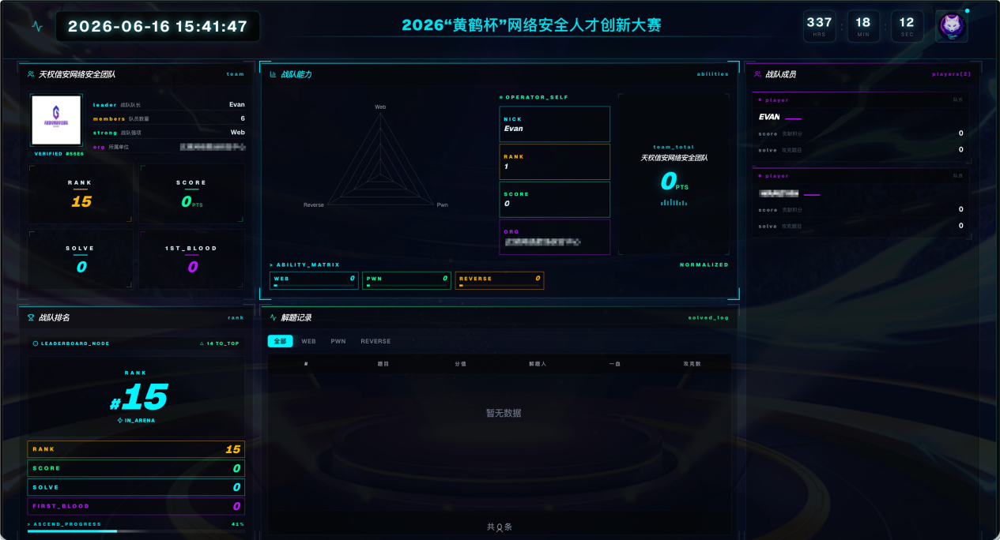 2026-06-16 15:41:47
2026“黄鹤杯”网络安全人才创新大赛
337 : 18 : 12
HRS MIN SEC
天权信安网络安全团队 team
leader 战队队长 Evan
members 队员数量 6
strong 战队强项 Web
org 所属单位
VERIFIED #56E6
RANK
15
SCORE
0PTS
SOLVE
0
1ST_BLOOD
0
战队能力 abilities
Web
Reverse
Pwn
OPERATOR_SELF
NICK
Evan
RANK
1
SCORE
0
ORG
team_total
天权信安网络安全团队
0PTS
> ABILITY_MATRIX NORMALIZED
WEB 0
PWN 0
REVERSE 0
战队成员 players[2]
player 队长
EVAN
score 贡献积分 0
solve 攻克题目 0
player 队员
score 贡献积分 0
solve 攻克题目 0
战队排名 rank
LEADERBOARD_NODE 14 TO_TOP
RANK
#15
IN_ARENA
RANK 15
SCORE 0
SOLVE 0
FIRST_BLOOD 0
> ASCEND_PROGRESS 41%
解题记录 solved_log
全部 WEB PWN REVERSE
# 题目 分值 解题人 一血 攻克数
暂无数据
共 0 条